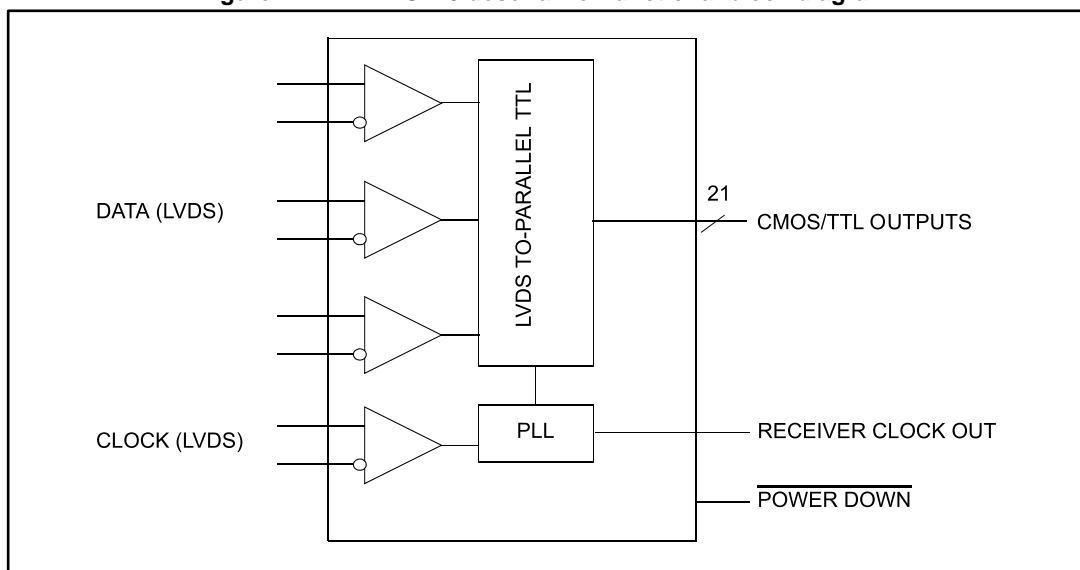 DATA (LVDS)
LVDS TO-PARALLEL TTL
21
CMOS/TTL OUTPUTS
CLOCK (LVDS)
PLL
RECEIVER CLOCK OUT
POWER DOWN